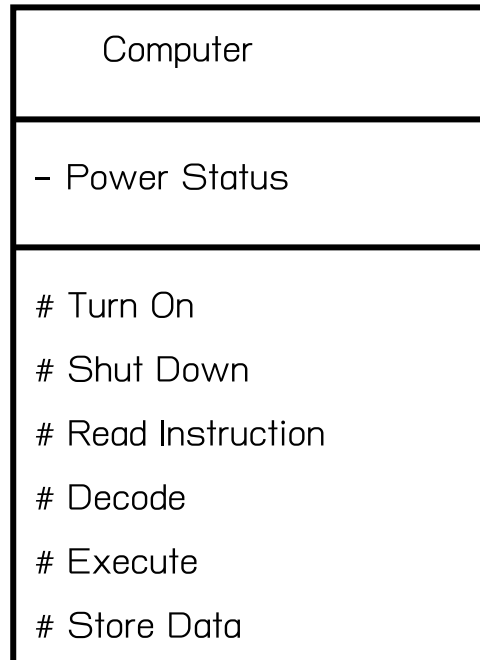 Computer
- Power Status
# Turn On
# Shut Down
# Read Instruction
# Decode
# Execute
# Store Data